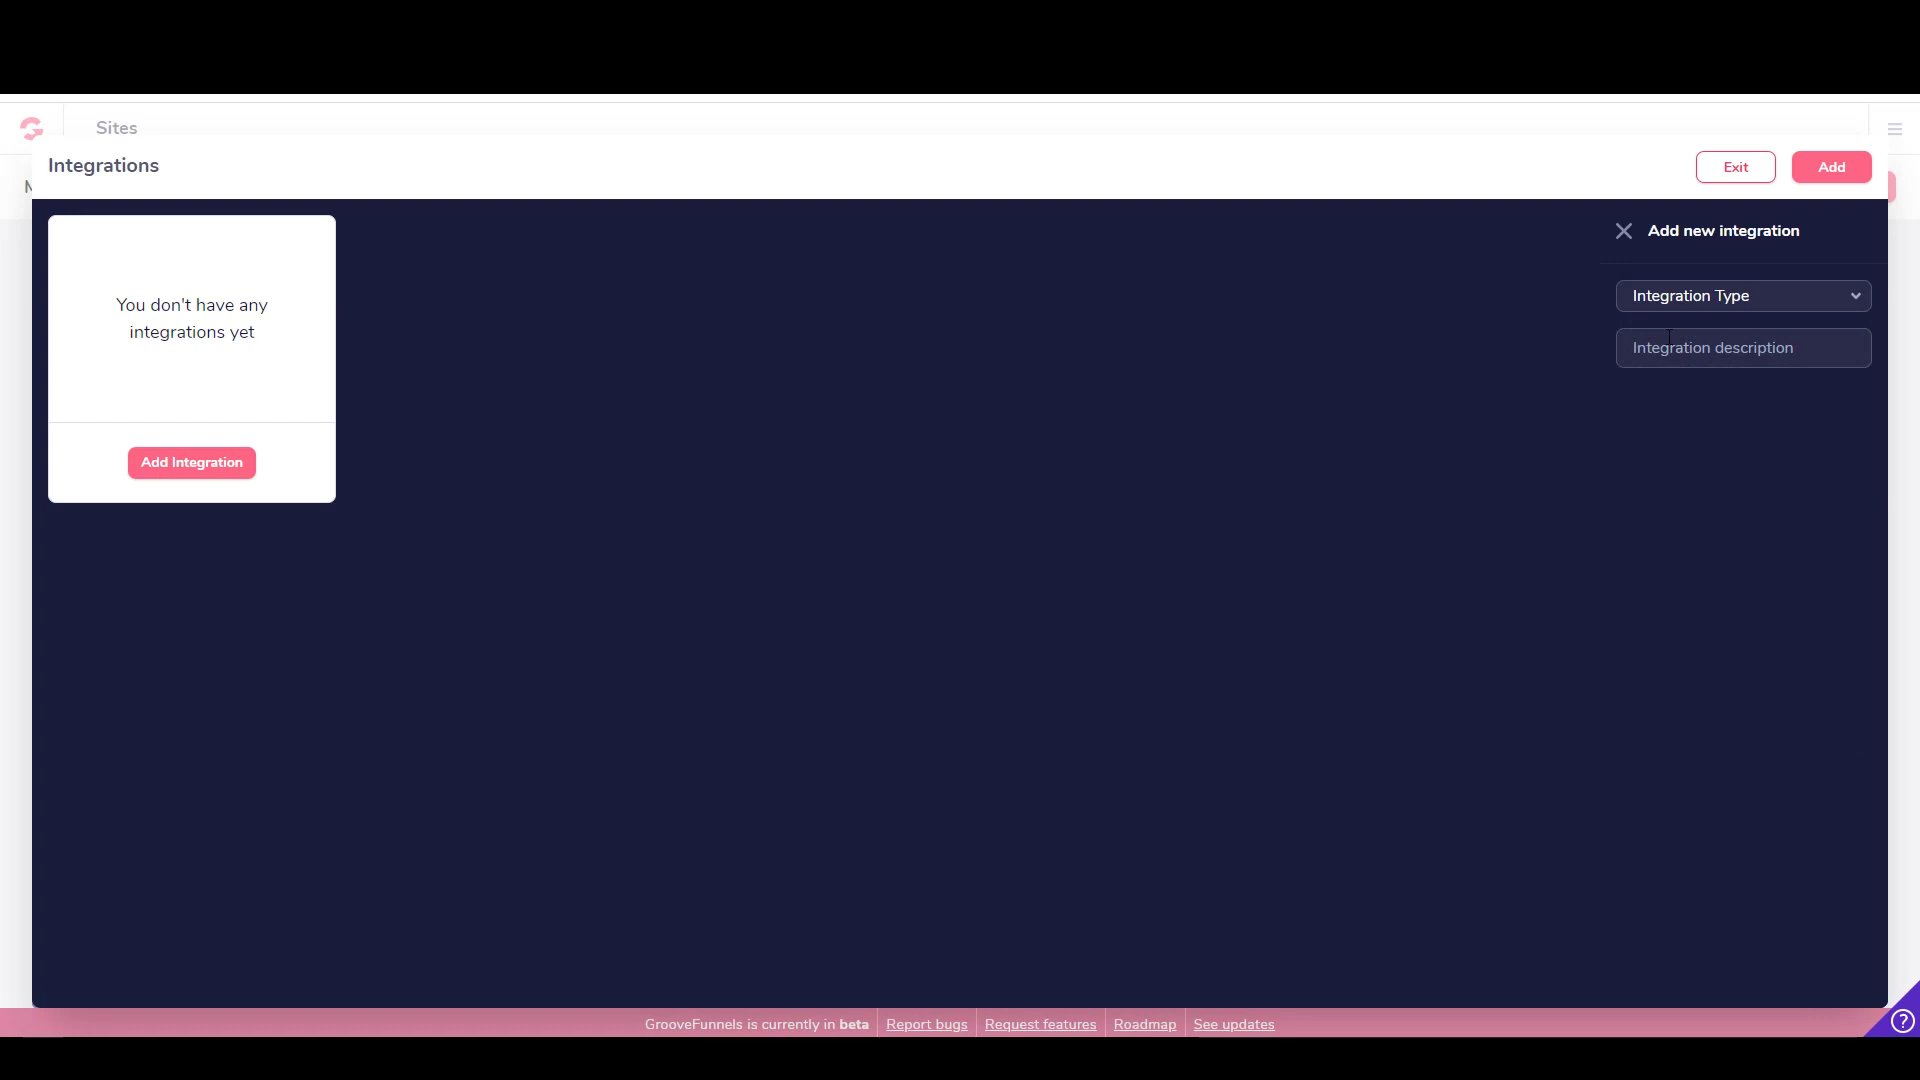 Sites
Integrations
Exit
Add
Add new integration
Integration Type
Integration description
You don't have any
integrations yet
Add Integration
GrooveFunnels is currently in beta
Report bugs
Request features
Roadmap
See updates
?